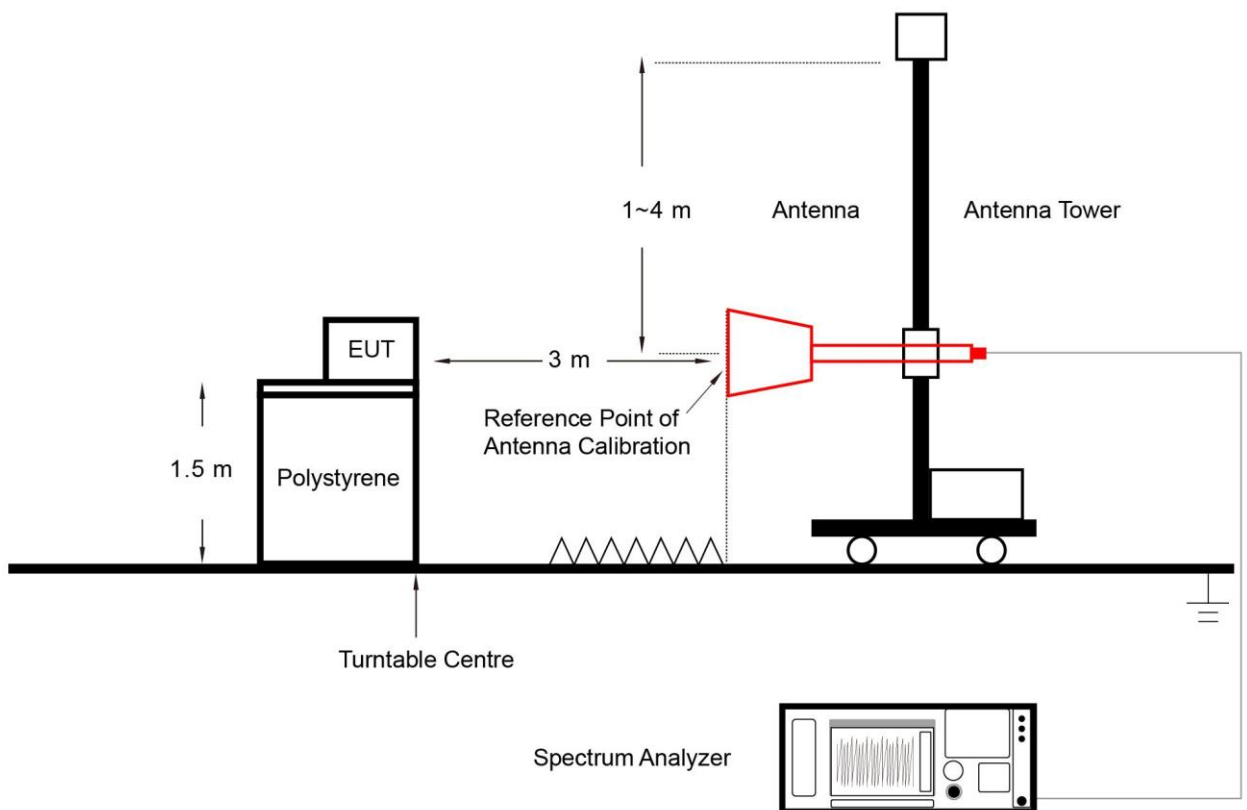 1~4 m
Antenna
Antenna Tower
EUT
3 m
Reference Point of
Antenna Calibration
1.5 m
Polystyrene
Turntable Centre
Spectrum Analyzer